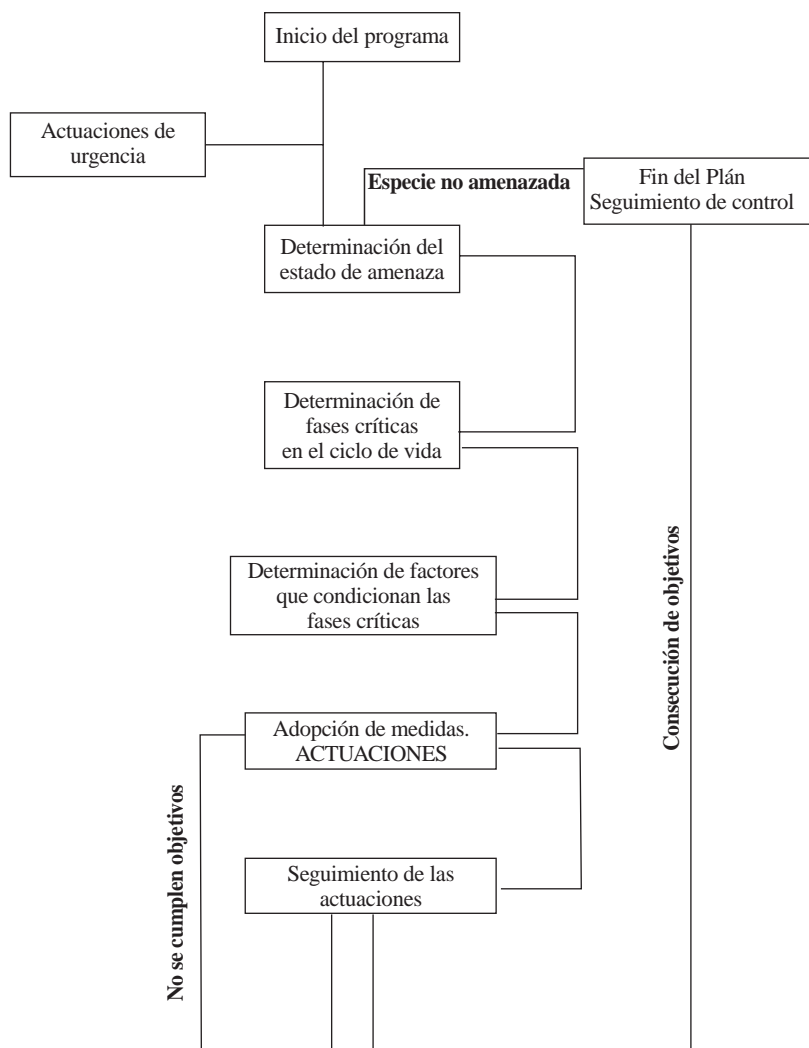 Inicio del programa
Actuaciones de
urgencia
Especie no amenazada
Fin del Plán
Seguimiento de control
Determinación del
estado de amenaza
Determinación de
fases críticas
en el ciclo de vida
Determinación de factores
que condicionan las
fases críticas
Consecución de objetivos
Adopción de medidas.
ACTUACIONES
No se cumplen objetivos
Seguimiento de las
actuaciones